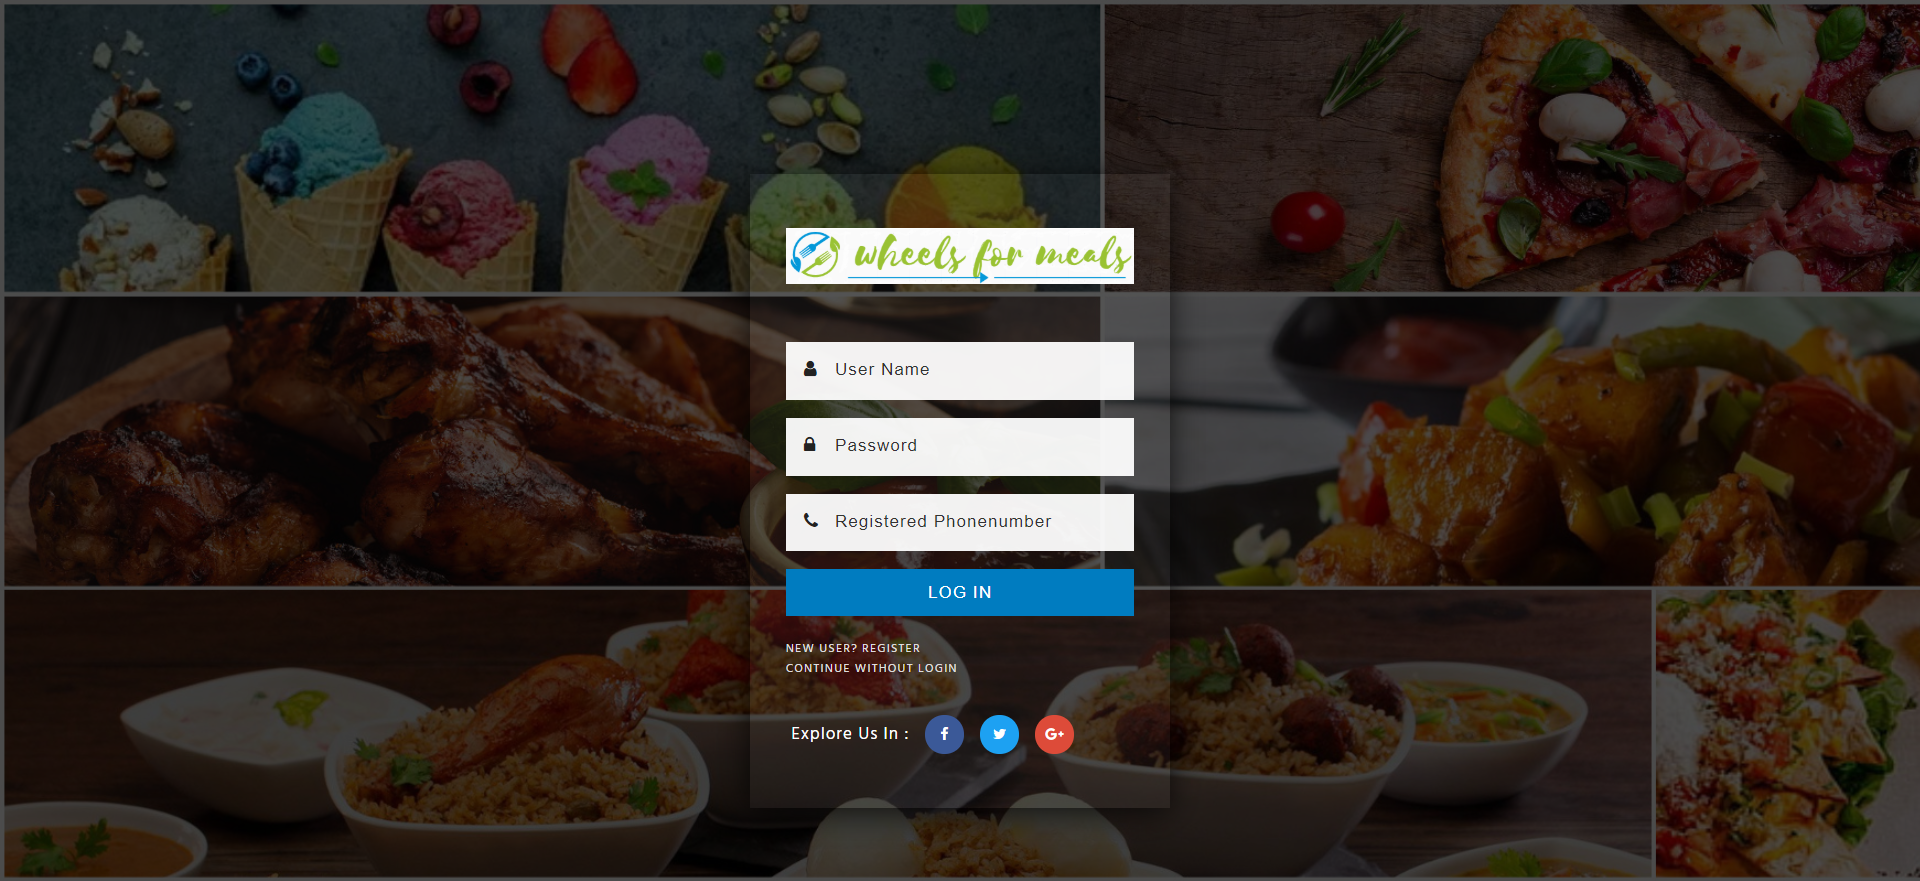 wheels for meals
User Name
Password
Registered Phonenumber
LOG IN
NEW USER? REGISTER
CONTINUE WITHOUT LOGIN
Explore Us In :
f
G+